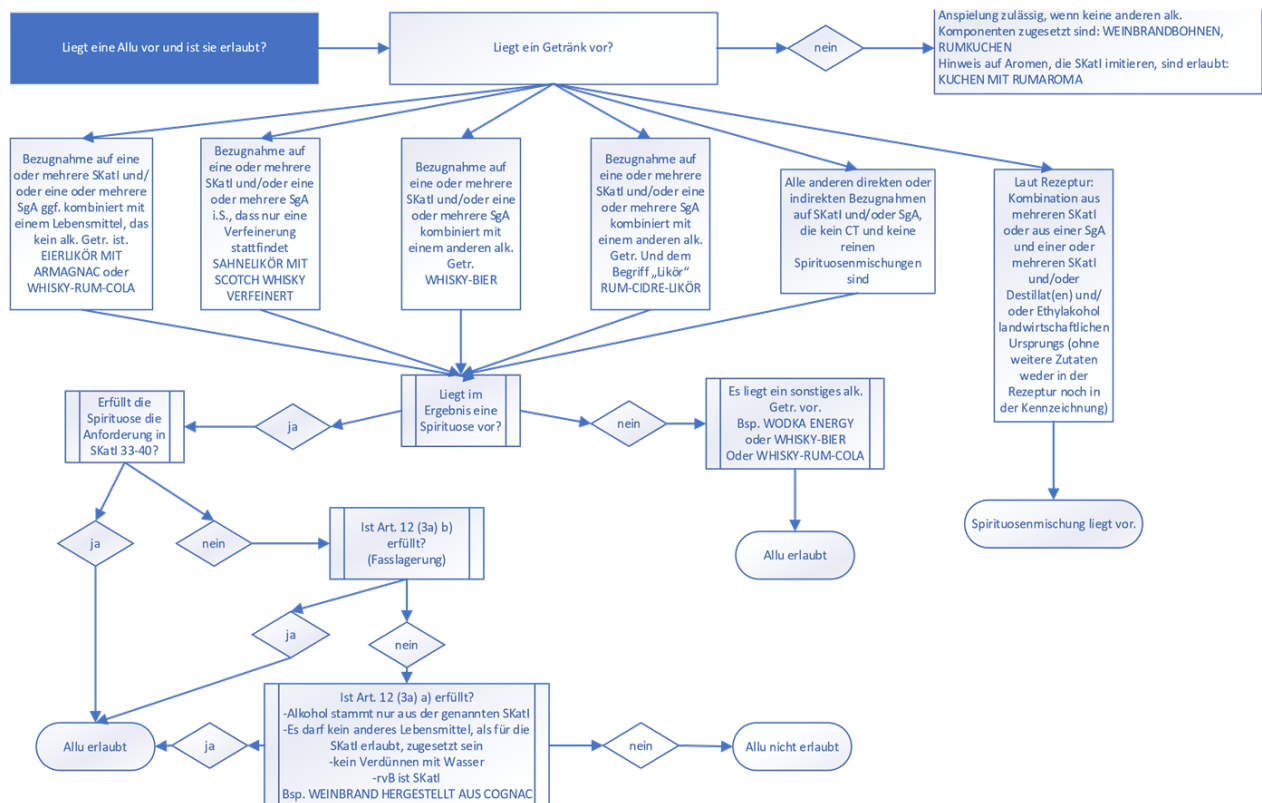 Liegt eine Allu vor und ist sie erlaubt?
Liegt ein Getränk vor?
nein
Anspielung zulässig, wenn keine anderen alk.
Komponenten zugesetzt sind: WEINBRANDBOHNEN,
RUMKUCHEN
Hinweis auf Aromen, die SKatI imitieren, sind erlaubt:
KUCHEN MIT RUMAROMA
Bezugnahme auf eine
oder mehrere SKatI und/
oder eine oder mehrere
SgA ggf. kombiniert mit
einem Lebensmittel, das
kein alk. Getr. ist.
EIERLIKÖR MIT
ARMAGNAC oder
WHISKY-RUM-COLA
Bezugnahme auf
eine oder mehrere
SKatI und/oder eine
oder mehrere SgA
i.S., dass nur eine
Verfeinerung
stattfindet
SAHNELIKÖR MIT
SCOTCH WHISKY
VERFEINERT
Bezugnahme auf
eine oder mehrere
SKatI und/oder eine
oder mehrere SgA
kombiniert mit
einem anderen alk.
Getr.
WHISKY-BIER
Bezugnahme auf
eine oder mehrere
SKatI und/oder eine
oder mehrere SgA
kombiniert mit
einem anderen alk.
Getr. Und dem
Begriff „Likör“
RUM-CIDRE-LIKÖR
Alle anderen direkten oder
indirekten Bezugnahmen
auf SKatI und/oder SgA,
die kein CT und keine
reinen
Spirituosenmischungen
sind
Laut Rezeptur:
Kombination aus
mehreren SKatI
oder aus einer SgA
und einer oder
mehreren SKatI
und/oder
Destillat(en) und/
oder Ethylakohol
landwirtschaftlichen
Ursprungs (ohne
weitere Zutaten
weder in der
Rezeptur noch in
der Kennzeichnung)
Erfüllt die
Spirituose die
Anforderung in
SKatI 33-40?
ja
Liegt im
Ergebnis eine
Spirituose vor?
nein
Es liegt ein sonstiges alk.
Getr. vor.
Bsp. WODKA ENERGY
oder WHISKY-BIER
Oder WHISKY-RUM-COLA
ja
nein
Ist Art. 12 (3a) b)
erfüllt?
(Fasslagerung)
Allu erlaubt
Spirituosenmischung liegt vor.
ja
nein
Allu erlaubt
ja
Ist Art. 12 (3a) a) erfüllt?
-Alkohol stammt nur aus der genannten SKatI
-Es darf kein anderes Lebensmittel, als für die
SKatI erlaubt, zugesetzt sein
-kein Verdünnen mit Wasser
-rvB ist SKatI
Bsp. WEINBRAND HERGESTELLT AUS COGNAC
nein
Allu nicht erlaubt